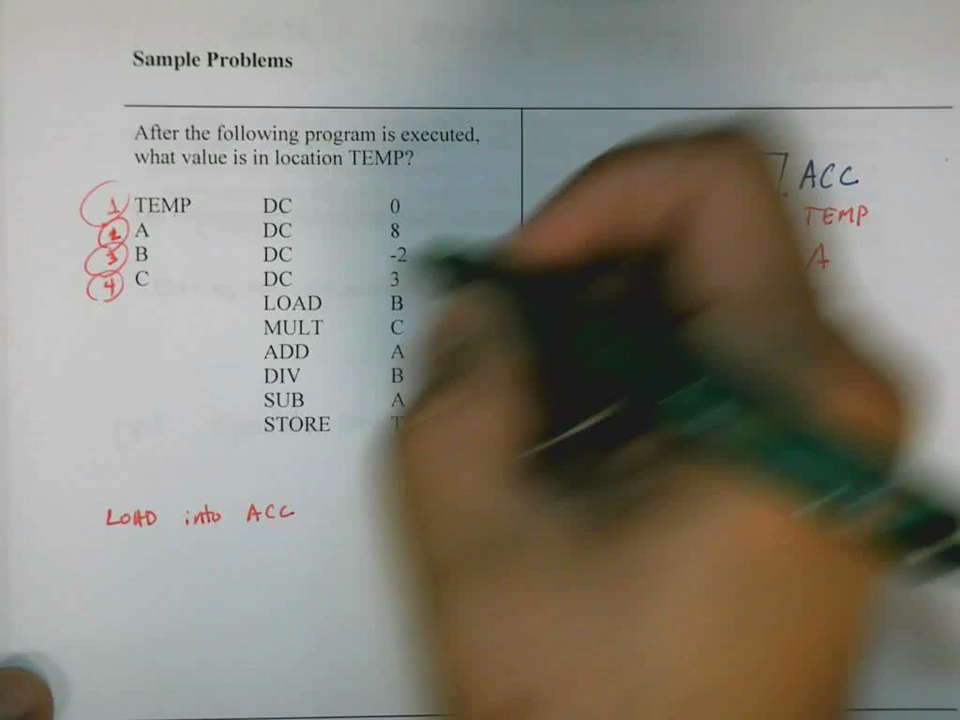 Sample Problems
After the following program is executed,
what value is in location TEMP?
1 TEMP DC 0
2 A DC 8
3 B DC -2
4 C DC 3
LOAD B
MULT C
ADD A
DIV B
SUB A
STORE
LOAD into ACC
ACC
TEMP
A